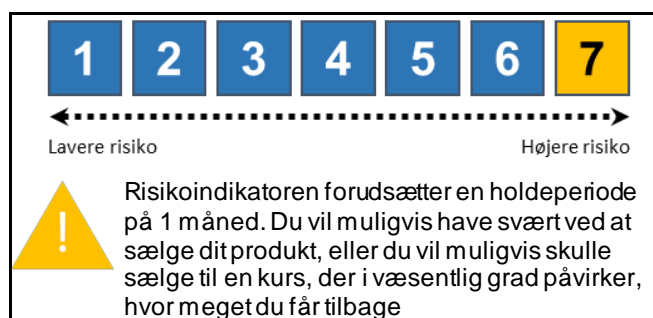 1 2 3 4 5 6 7
Lavere risiko Højere risiko
Risikoindikatoren forudsætter en holdeperiode
på 1 måned. Du vil muligvis have svært ved at
sælge dit produkt, eller du vil muligvis skulle
sælge til en kurs, der i væsentlig grad påvirker,
hvor meget du får tilbage